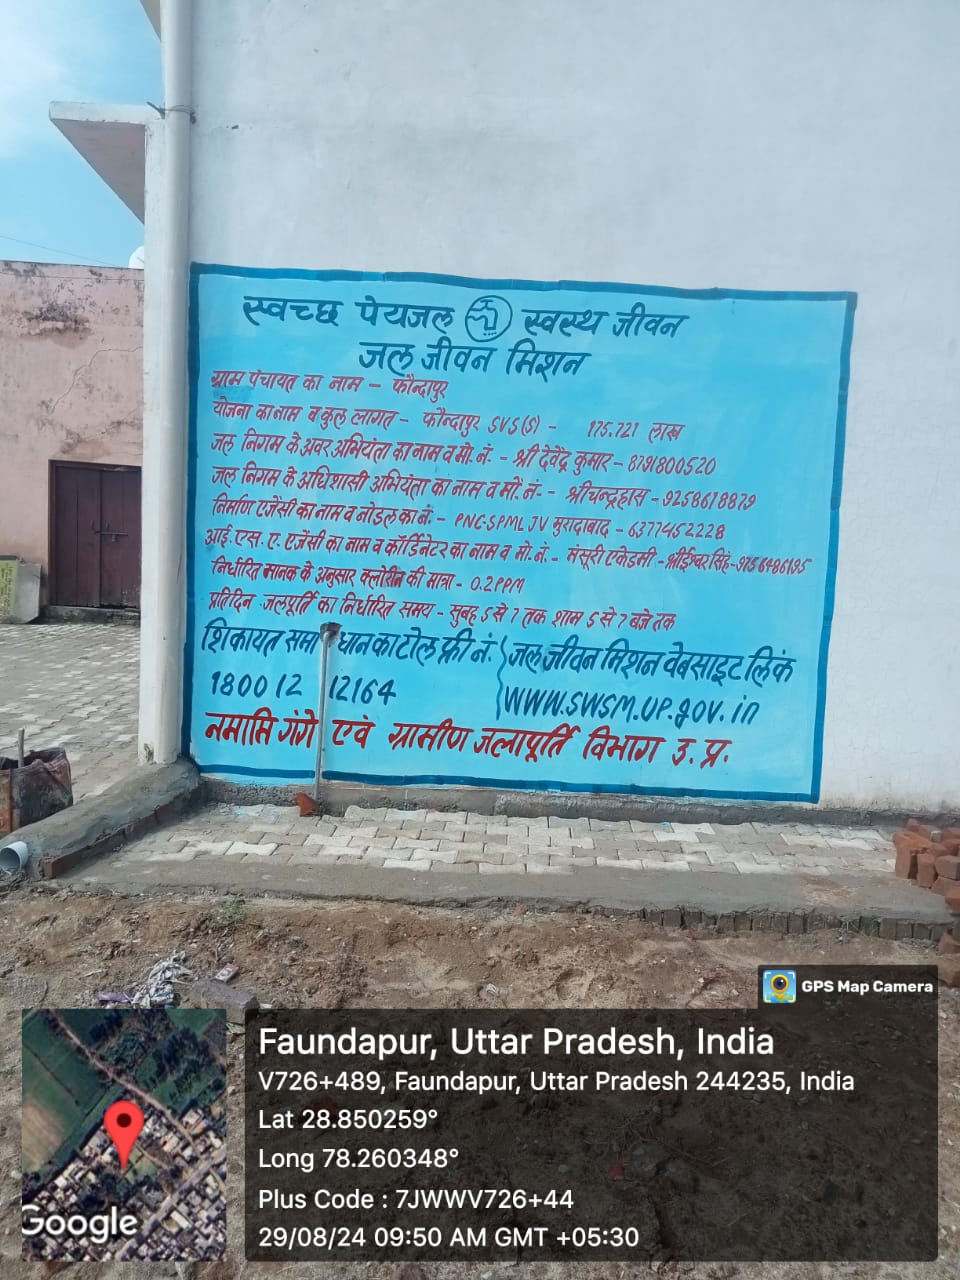 स्वच्छ पेयजल स्वस्थ जीवन
जल जीवन मिशन
ग्राम पंचायत का नाम – फौन्दापुर
योजना का नाम व कुल लागत – फौन्दापुर SVS(S) – 175.721 लाख
जल निगम के अवर अभियंता का नाम व मो. नं. – श्री देवेंद्र कुमार – 8791800520
जल निगम के अधिशासी अभियंता का नाम व मों. नं. – श्री चन्द्रहास – 9258618879
निर्माण एजेंसी का नाम व नोडल का नं. – PNC-SPML JV मुरादाबाद – 6377452228
आई. एस. ए. एजेंसी का नाम व कॉर्डिनेटर का नाम व मो. नं. – मंसूरी एकेडमी – श्री ईश्वर सिंह –
निर्धारित मानक के अनुसार क्लोरीन की मात्रा – 0.2 PPM
प्रतिदिन जलपूर्ति का निर्धारित समय – सुबह 5 से 7 तक शाम 5 से 7 बजे तक
शिकायत समाधान का टोल फ्री नं. जल जीवन मिशन वेबसाइट लिंक
1800 12 12164 WWW.SWSM.UP.gov.in
नमामि गंगे एवं ग्रामीण जलापूर्ति विभाग उ. प्र.
GPS Map Camera
Faundapur, Uttar Pradesh, India
V726+489, Faundapur, Uttar Pradesh 244235, India
Lat 28.850259°
Long 78.260348°
Plus Code : 7JWWV726+44
29/08/24 09:50 AM GMT +05:30
Google